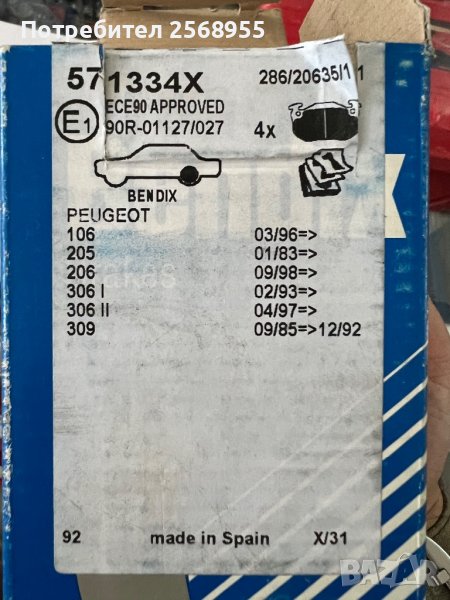 Потребител 2568955
571334X
286/20635/1 1
E1
ECE90 APPROVED
90R-01127/027
4x
BENDIX
PEUGEOT
106 03/96=>
205 01/83=>
206 09/98=>
306 I 02/93=>
306 II 04/97=>
309 09/85=>12/92
92 made in Spain X/31
BAZAR